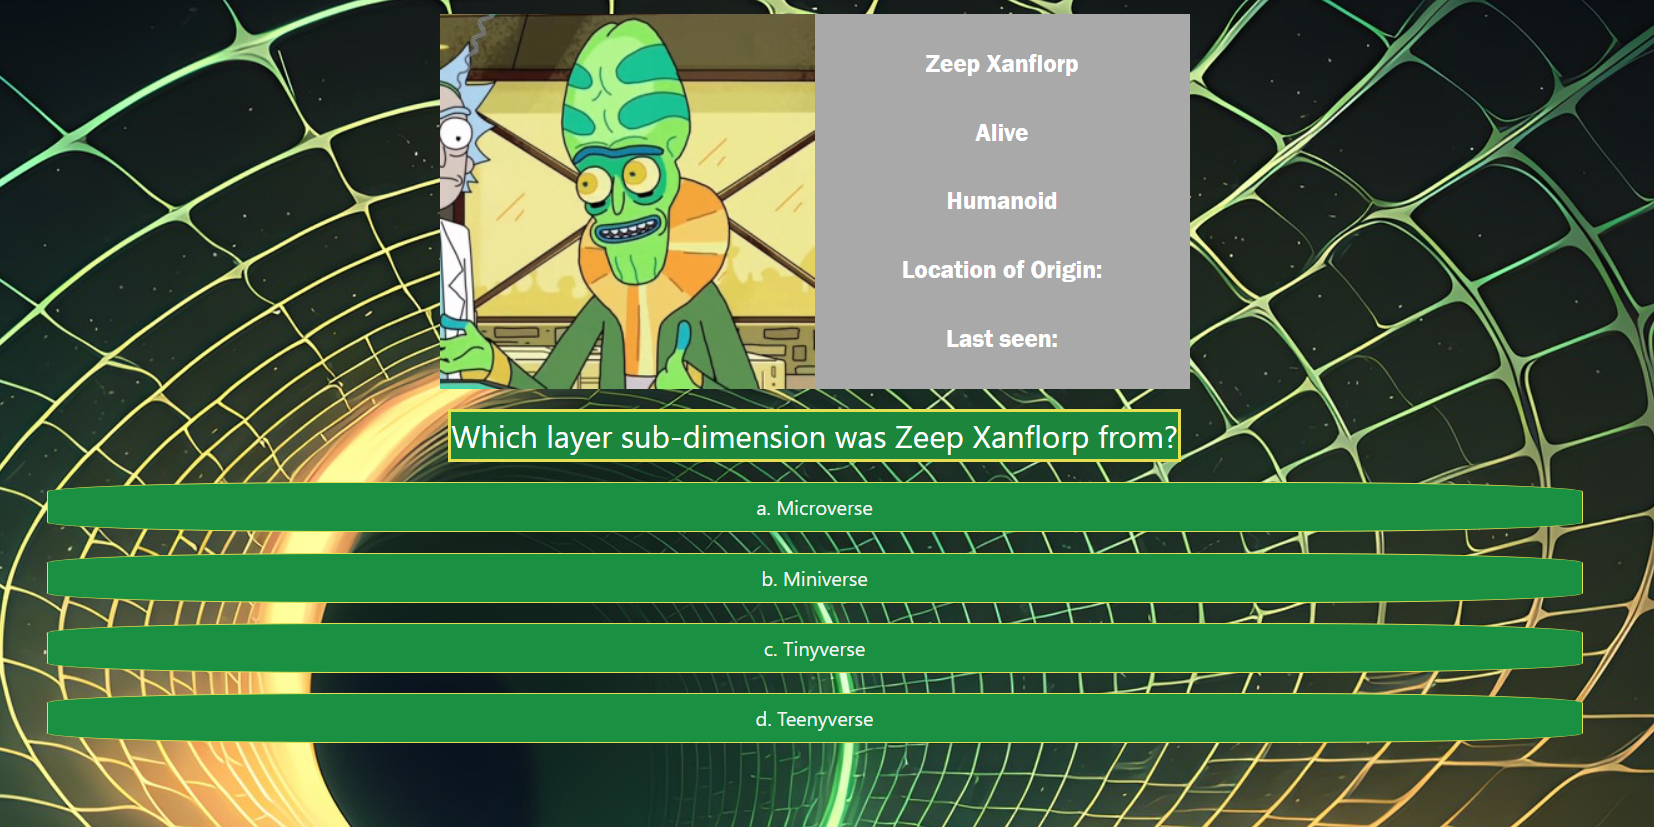 Zeep Xanflorp
Alive
Humanoid
Location of Origin:
Last seen:
Which layer sub-dimension was Zeep Xanflorp from?
a. Microverse
b. Miniverse
c. Tinyverse
d. Teenyverse